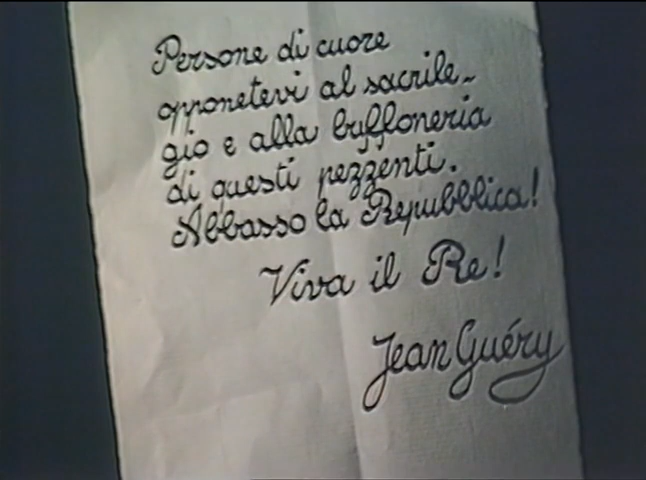 Persone di cuore
opponetevi al sacrile-
gio e alla buffoneria
di questi pezzenti.
Abbasso la Repubblica!
Viva il Re!
Jean Guéry